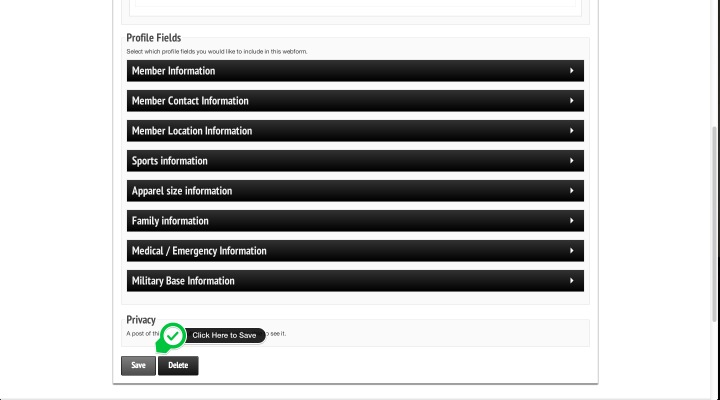 Profile Fields
Select which profile fields you would like to include in this webform.
Member Information
Member Contact Information
Member Location Information
Sports information
Apparel size information
Family information
Medical / Emergency Information
Military Base Information
Privacy
A post of this
to see it.
Click Here to Save
Save
Delete